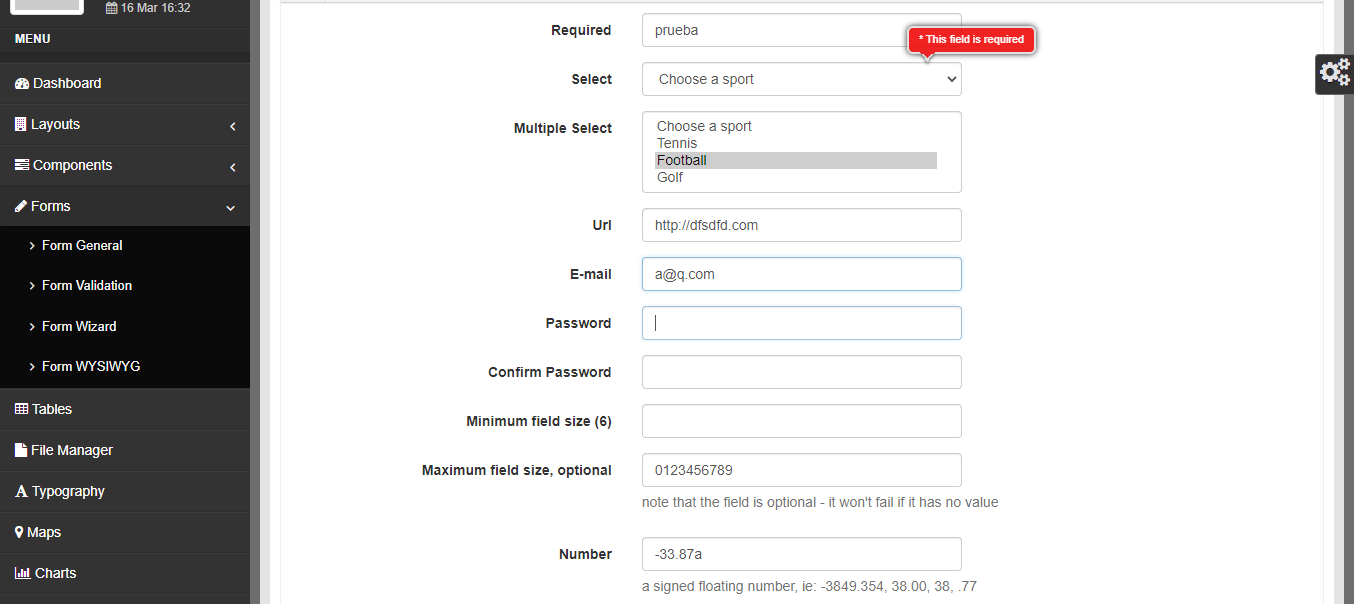 16 Mar 16:32
MENU
Dashboard
Layouts
Components
Forms
Form General
Form Validation
Form Wizard
Form WYSIWYG
Tables
File Manager
Typography
Maps
Charts
Required
prueba
* This field is required
Select
Choose a sport
Multiple Select
Choose a sport
Tennis
Football
Golf
Url
http://dfsdfd.com
E-mail
a@q.com
Password
Confirm Password
Minimum field size (6)
Maximum field size, optional
0123456789
note that the field is optional - it won't fail if it has no value
Number
-33.87a
a signed floating number, ie: -3849.354, 38.00, 38, .77